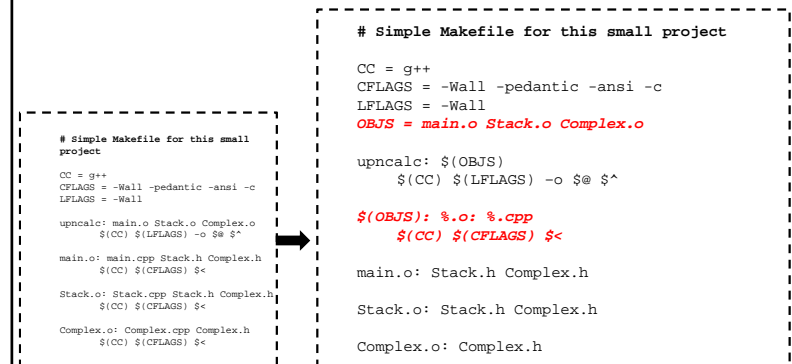 # Simple Makefile for this small
project
CC = g++
CFLAGS = -Wall -pedantic -ansi -c
LFLAGS = -Wall
upncalc: main.o Stack.o Complex.o
$(CC) $(LFLAGS) –o $@ $^
main.o: main.cpp Stack.h Complex.h
$(CC) $(CFLAGS) $<
Stack.o: Stack.cpp Stack.h Complex.h
$(CC) $(CFLAGS) $<
Complex.o: Complex.cpp Complex.h
$(CC) $(CFLAGS) $<
# Simple Makefile for this small project
CC = g++
CFLAGS = -Wall -pedantic -ansi -c
LFLAGS = -Wall
OBJS = main.o Stack.o Complex.o
upncalc: $(OBJS)
$(CC) $(LFLAGS) –o $@ $^
$(OBJS): %.o: %.cpp
$(CC) $(CFLAGS) $<
main.o: Stack.h Complex.h
Stack.o: Stack.h Complex.h
Complex.o: Complex.h